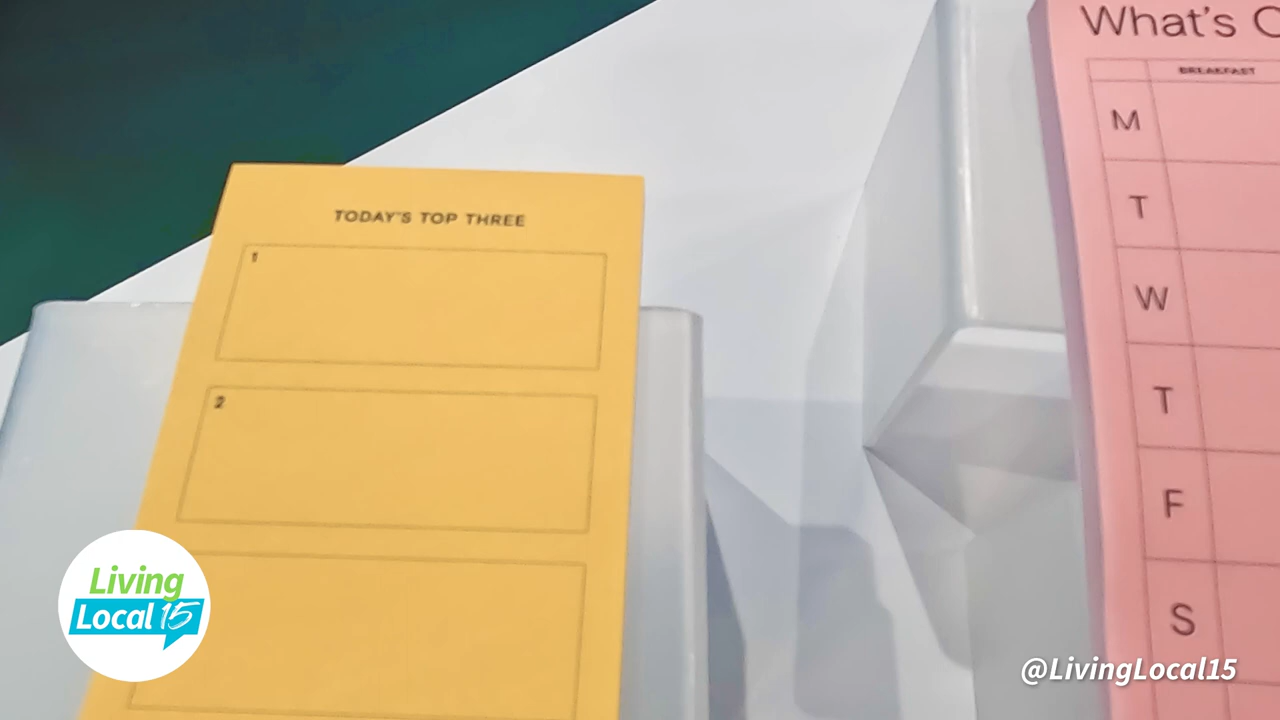 TODAY'S TOP THREE
1
2
What's
BREAKFAST
M
T
W
T
F
S
Living
Local 15
@LivingLocal15